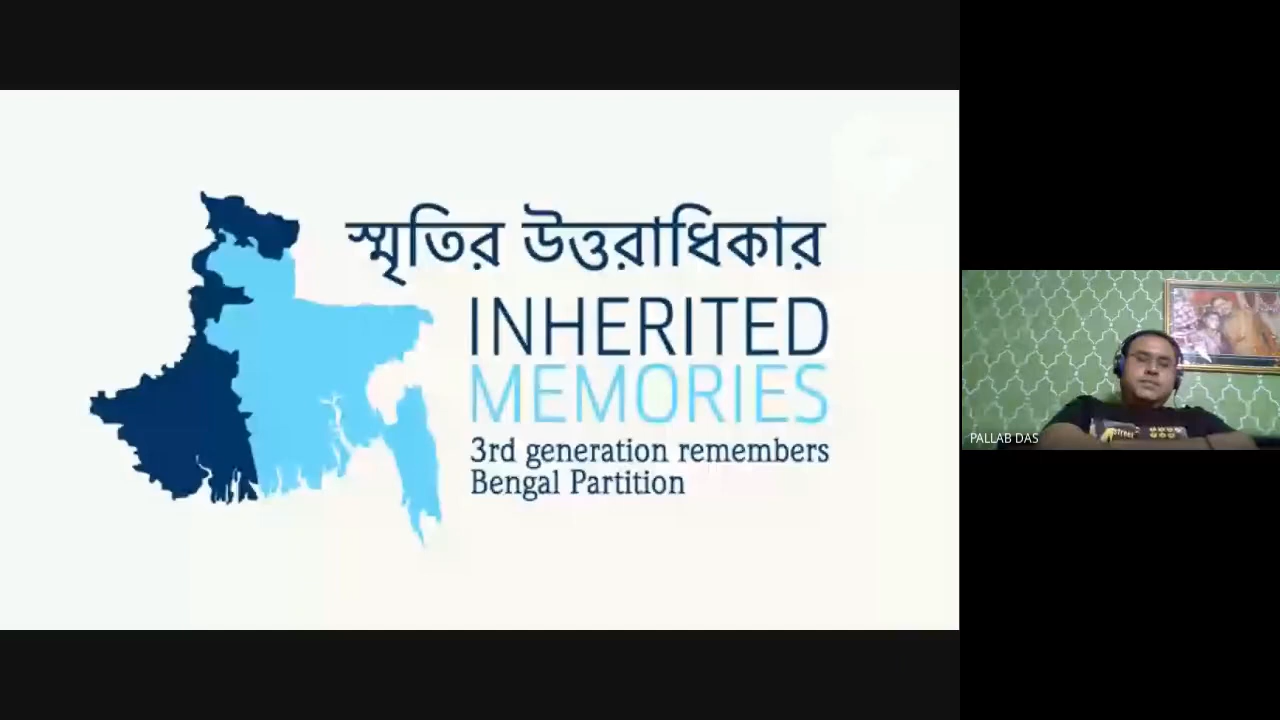 স্মৃতির উত্তরাধিকার
INHERITED
MEMORIES
3rd generation remembers
Bengal Partition
PALLAB DAS